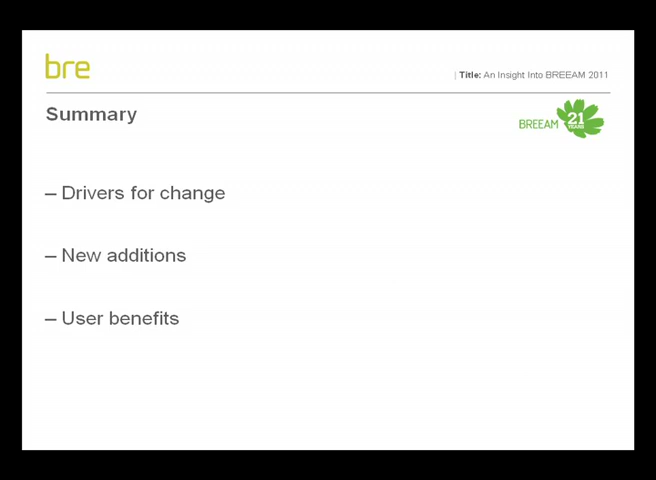 bre
| Title: An Insight Into BREEAM 2011
Summary
BREEAM 21 YEARS
– Drivers for change
– New additions
– User benefits